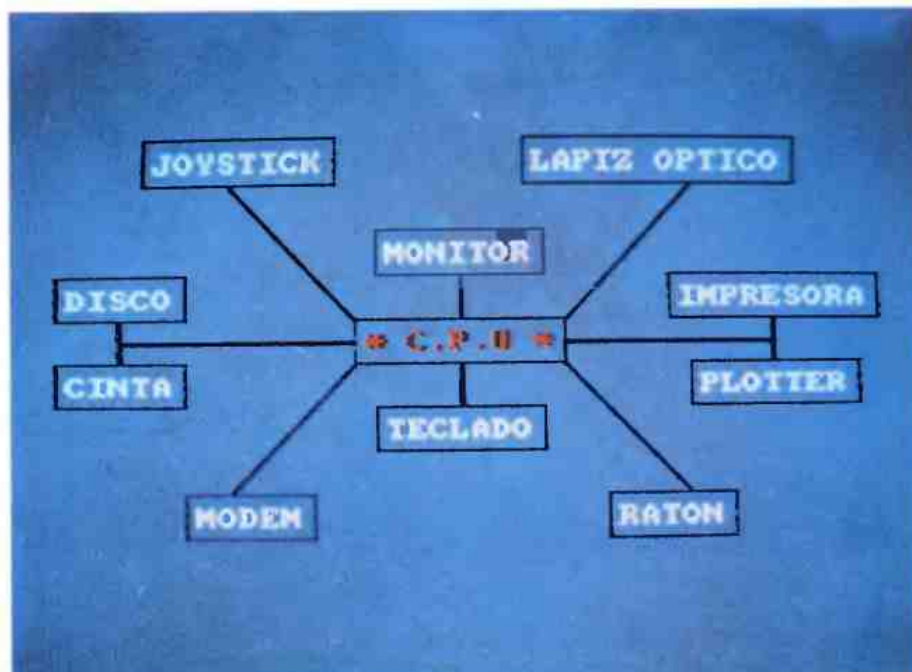 JOYSTICK
LAPIZ OPTICO
MONITOR
DISCO
IMPRESORA
* C.P.U *
CINTA
PLOTTER
TECLADO
MODEM
RATON